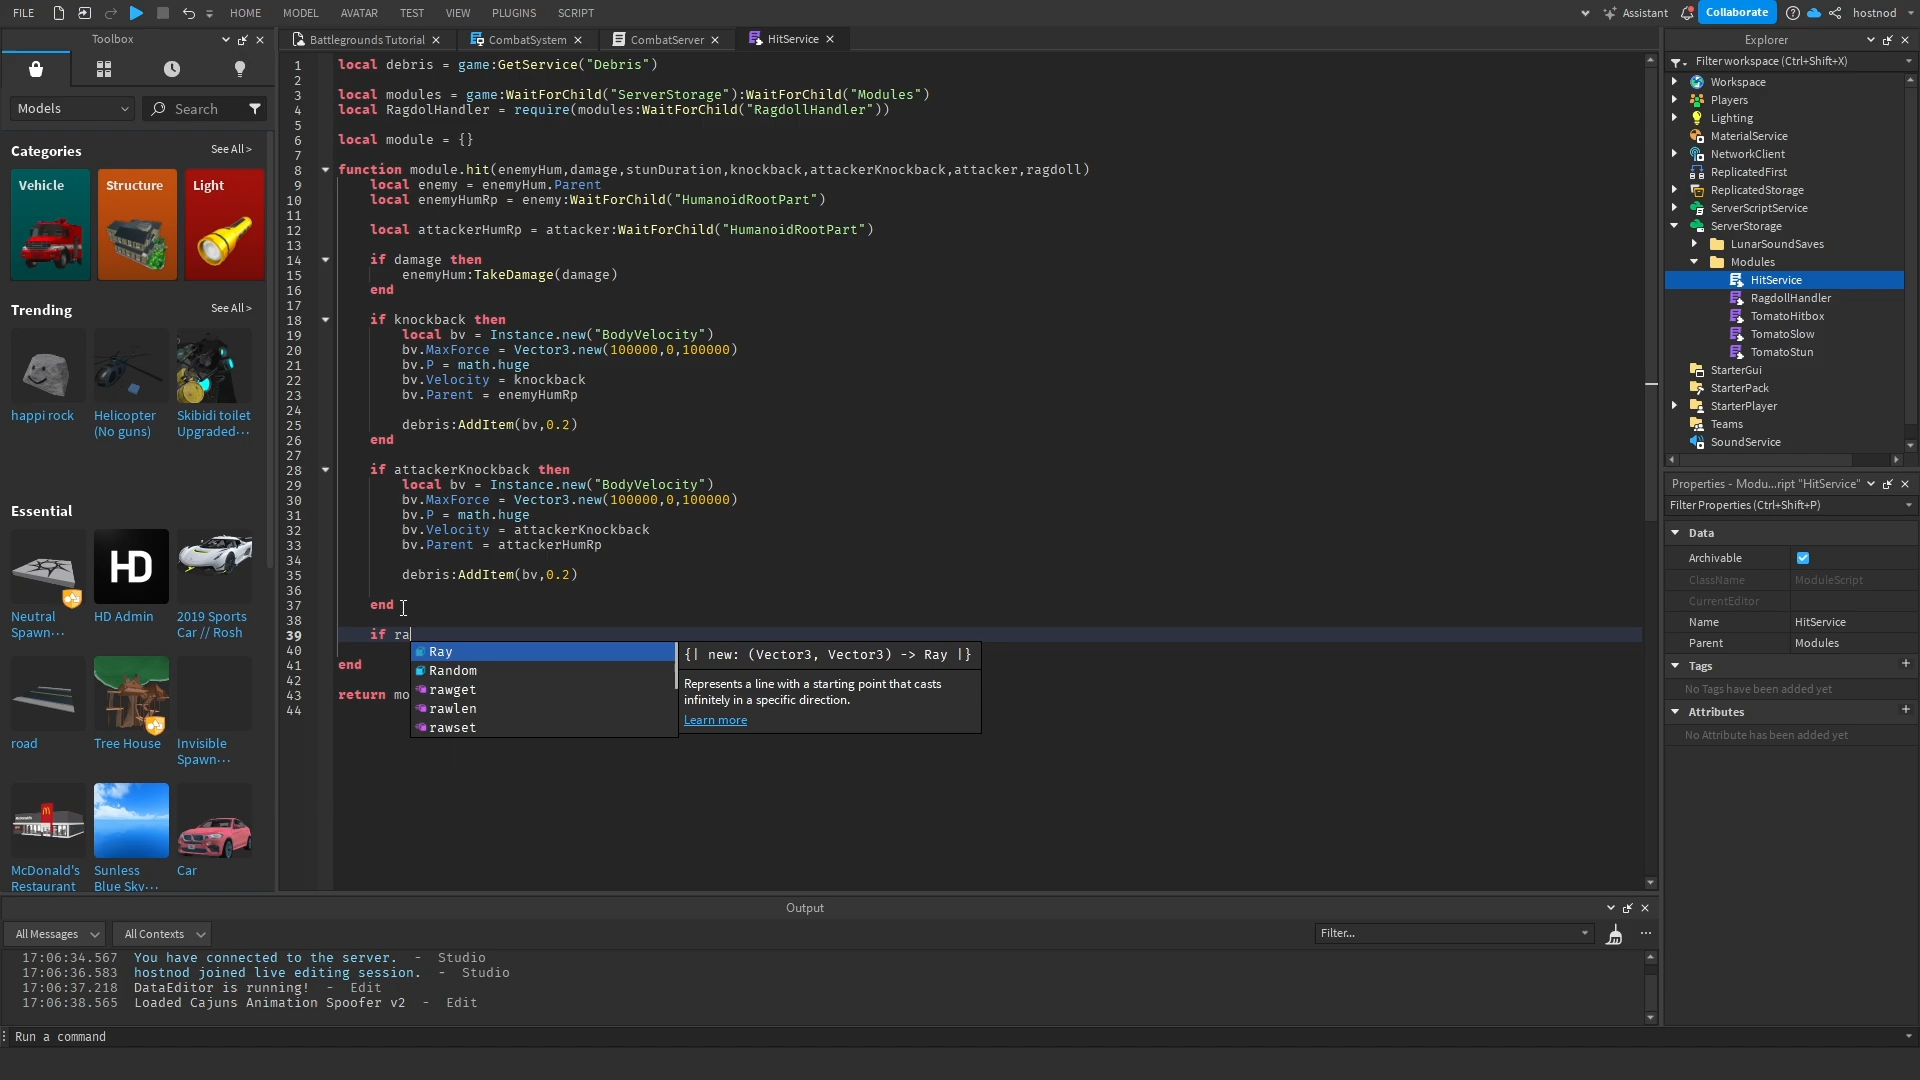 FILE HOME MODEL AVATAR TEST VIEW PLUGINS SCRIPT Assistant Collaborate hostnod
Toolbox
Models
Search
Categories See All >
Vehicle Structure Light
Trending See All >
happi rock
Helicopter (No guns)
Skibidi toilet Upgraded···
Essential
HD
Neutral Spawn···
HD Admin
2019 Sports Car // Rosh
road
Tree House
Invisible Spawn···
McDonald's Restaurant
Sunless Blue Sky···
Car
Battlegrounds Tutorial CombatSystem CombatServer HitService
1 local debris = game:GetService("Debris")
2
3 local modules = game:WaitForChild("ServerStorage"):WaitForChild("Modules")
4 local RagdolHandler = require(modules:WaitForChild("RagdollHandler"))
5
6 local module = {}
7
8 function module.hit(enemyHum,damage,stunDuration,knockback,attackerKnockback,attacker,ragdoll)
9 local enemy = enemyHum.Parent
10 local enemyHumRp = enemy:WaitForChild("HumanoidRootPart")
11
12 local attackerHumRp = attacker:WaitForChild("HumanoidRootPart")
13
14 if damage then
15 enemyHum:TakeDamage(damage)
16 end
17
18 if knockback then
19 local bv = Instance.new("BodyVelocity")
20 bv.MaxForce = Vector3.new(100000,0,100000)
21 bv.P = math.huge
22 bv.Velocity = knockback
23 bv.Parent = enemyHumRp
24
25 debris:AddItem(bv,0.2)
26 end
27
28 if attackerKnockback then
29 local bv = Instance.new("BodyVelocity")
30 bv.MaxForce = Vector3.new(100000,0,100000)
31 bv.P = math.huge
32 bv.Velocity = attackerKnockback
33 bv.Parent = attackerHumRp
34
35 debris:AddItem(bv,0.2)
36
37 end
38
39 if ra
40
41 end
42
43 return mo
44
Ray
Random
rawget
rawlen
rawset
{| new: (Vector3, Vector3) -> Ray |}
Represents a line with a starting point that casts
infinitely in a specific direction.
Learn more
Explorer
Filter workspace (Ctrl+Shift+X)
Workspace
Players
Lighting
MaterialService
NetworkClient
ReplicatedFirst
ReplicatedStorage
ServerScriptService
ServerStorage
LunarSoundSaves
Modules
HitService
RagdollHandler
TomatoHitbox
TomatoSlow
TomatoStun
StarterGui
StarterPack
StarterPlayer
Teams
SoundService
Properties - Modu...ript "HitService"
Filter Properties (Ctrl+Shift+P)
Data
Archivable
ClassName ModuleScript
CurrentEditor
Name HitService
Parent Modules
Tags
No Tags have been added yet
Attributes
No Attribute has been added yet
Output
All Messages All Contexts Filter...
17:06:34.567 You have connected to the server. - Studio
17:06:36.583 hostnod joined live editing session. - Studio
17:06:37.218 DataEditor is running! - Edit
17:06:38.565 Loaded Cajuns Animation Spoofer v2 - Edit
Run a command